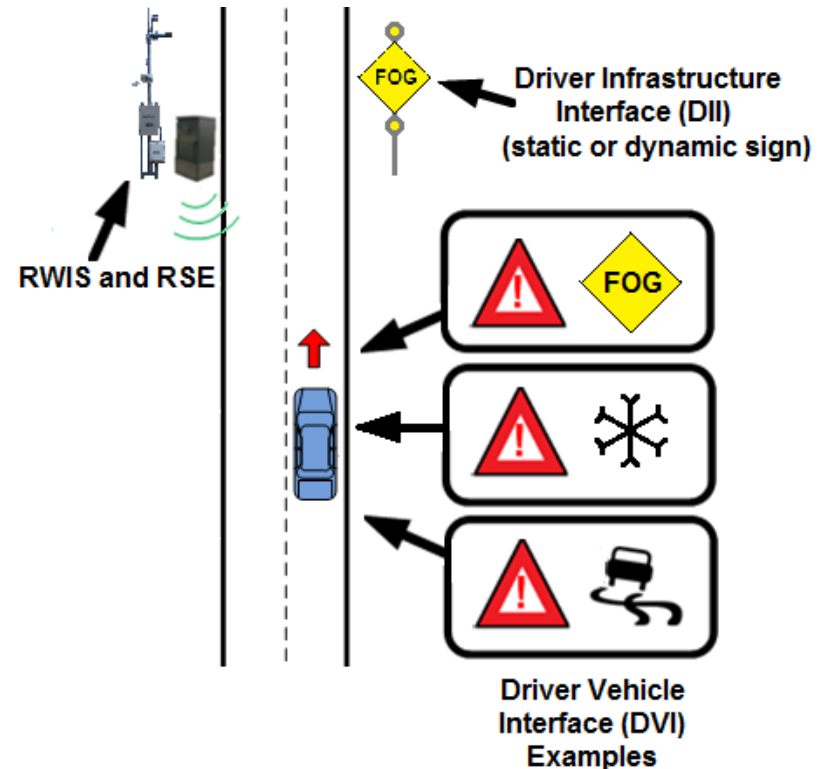 FOG
Driver Infrastructure
Interface (DII)
(static or dynamic sign)
RWIS and RSE
!
FOG
!
!
Driver Vehicle
Interface (DVI)
Examples